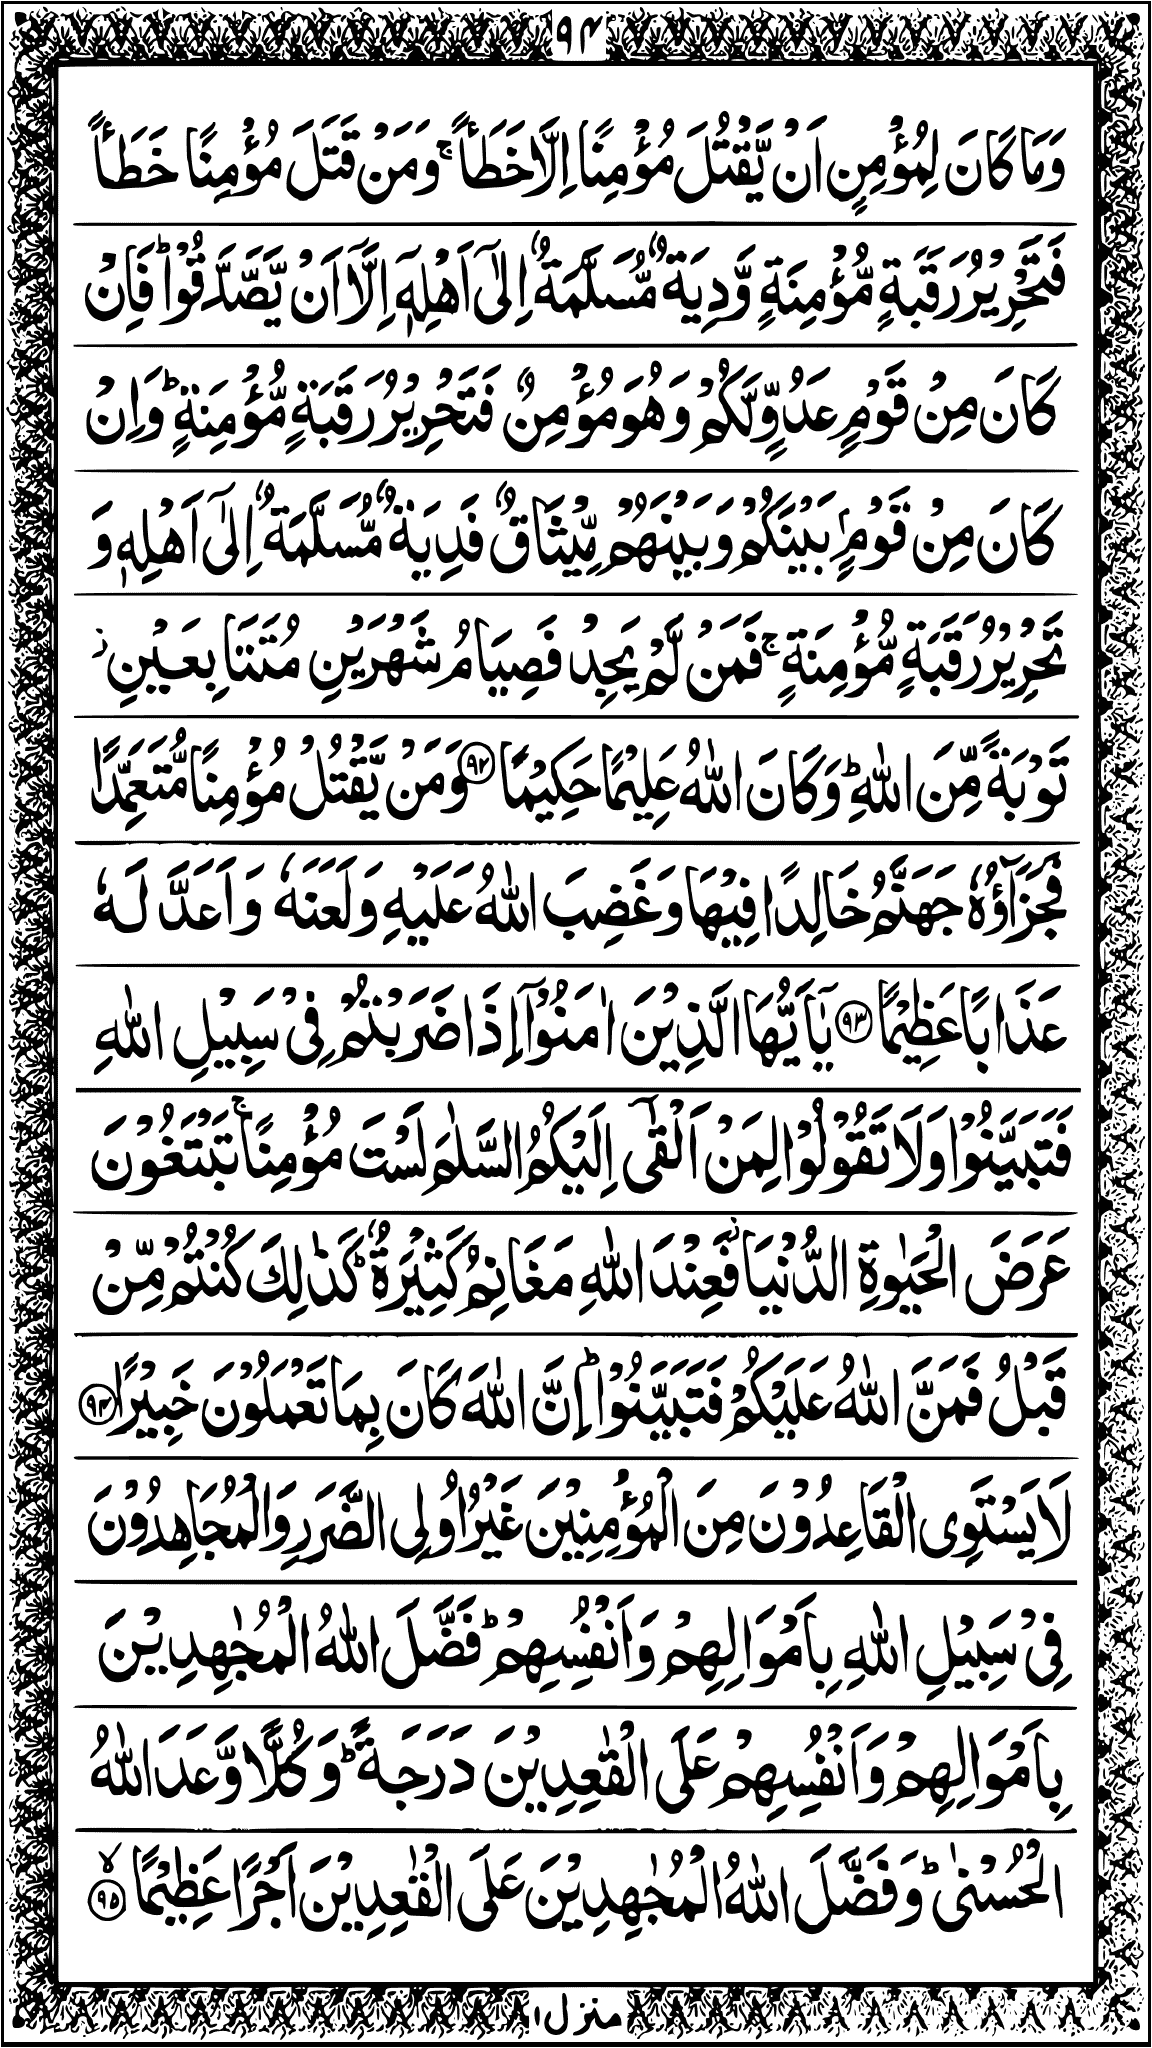 ٩٤
وَمَا كَانَ لِمُؤْمِنٍ اَنْ يَّقْتُلَ مُؤْمِنًا اِلَّا خَطَـًٔا ۚ وَمَنْ قَتَلَ مُؤْمِنًا خَطَـًٔا
فَتَحْرِيْرُ رَقَبَةٍ مُّؤْمِنَةٍ وَّدِيَةٌ مُّسَلَّمَةٌ اِلٰٓى اَهْلِهٖٓ اِلَّآ اَنْ يَّصَّدَّقُوْا ؕ فَاِنْ
كَانَ مِنْ قَوْمٍ عَدُوٍّ لَّكُمْ وَهُوَ مُؤْمِنٌ فَتَحْرِيْرُ رَقَبَةٍ مُّؤْمِنَةٍ ؕ وَاِنْ
كَانَ مِنْ قَوْمٍۭ بَيْنَكُمْ وَبَيْنَهُمْ مِّيْثَاقٌ فَدِيَةٌ مُّسَلَّمَةٌ اِلٰٓى اَهْلِهٖ وَ
تَحْرِيْرُ رَقَبَةٍ مُّؤْمِنَةٍ ۚ فَمَنْ لَّمْ يَجِدْ فَصِيَامُ شَهْرَيْنِ مُتَتَابِعَيْنِ ز
تَوْبَةً مِّنَ اللّٰهِ ؕ وَكَانَ اللّٰهُ عَلِيْمًا حَكِيْمًا ﴿٩٢﴾ وَمَنْ يَّقْتُلْ مُؤْمِنًا مُّتَعَمِّدًا
فَجَزَآؤُهٗ جَهَنَّمُ خَالِدًا فِيْهَا وَغَضِبَ اللّٰهُ عَلَيْهِ وَلَعَنَهٗ وَاَعَدَّ لَهٗ
عَذَابًا عَظِيْمًا ﴿٩٣﴾ يٰۤاَيُّهَا الَّذِيْنَ اٰمَنُوْۤا اِذَا ضَرَبْتُمْ فِىْ سَبِيْلِ اللّٰهِ
فَتَبَيَّنُوْا وَلَا تَقُوْلُوْا لِمَنْ اَلْقٰٓى اِلَيْكُمُ السَّلٰمَ لَسْتَ مُؤْمِنًا ۚ تَبْتَغُوْنَ
عَرَضَ الْحَيٰوةِ الدُّنْيَا ز فَعِنْدَ اللّٰهِ مَغَانِمُ كَثِيْرَةٌ ؕ كَذٰلِكَ كُنْتُمْ مِّنْ
قَبْلُ فَمَنَّ اللّٰهُ عَلَيْكُمْ فَتَبَيَّنُوْا ؕ اِنَّ اللّٰهَ كَانَ بِمَا تَعْمَلُوْنَ خَبِيْرًا ﴿٩٤﴾
لَا يَسْتَوِى الْقَاعِدُوْنَ مِنَ الْمُؤْمِنِيْنَ غَيْرُ اُولِى الضَّرَرِ وَالْمُجَاهِدُوْنَ
فِىْ سَبِيْلِ اللّٰهِ بِاَمْوَالِهِمْ وَاَنْفُسِهِمْ ؕ فَضَّلَ اللّٰهُ الْمُجٰهِدِيْنَ
بِاَمْوَالِهِمْ وَاَنْفُسِهِمْ عَلَى الْقٰعِدِيْنَ دَرَجَةً ؕ وَكُلًّا وَّعَدَ اللّٰهُ
الْحُسْنٰى ؕ وَفَضَّلَ اللّٰهُ الْمُجٰهِدِيْنَ عَلَى الْقٰعِدِيْنَ اَجْرًا عَظِيْمًا ۙ ﴿٩٥﴾
منزل ١